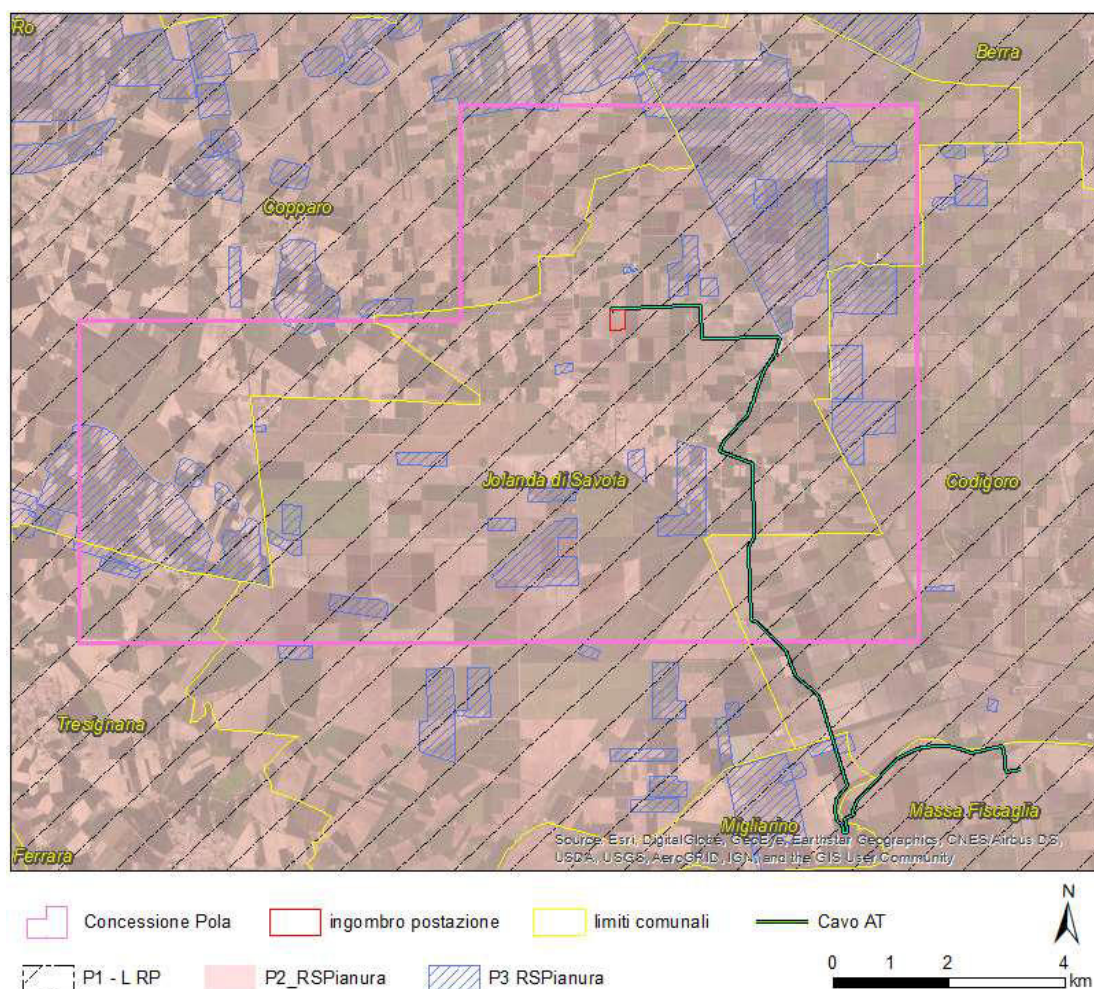 Ro
Berra
Copparo
Jolanda di Savoia
Codigoro
Tresignana
Massa Fiscaglia
Migliarino
Ferrara
Source: Esri, DigitalGlobe, GeoEye, Earthstar Geographics, CNES/Airbus DS,
USDA, USGS, AeroGRID, IGN, and the GIS User Community
Concessione Pola
ingombro postazione
limiti comunali
Cavo AT
N
P1 - L RP
P2_RSPianura
P3 RSPianura
0 1 2 4
km